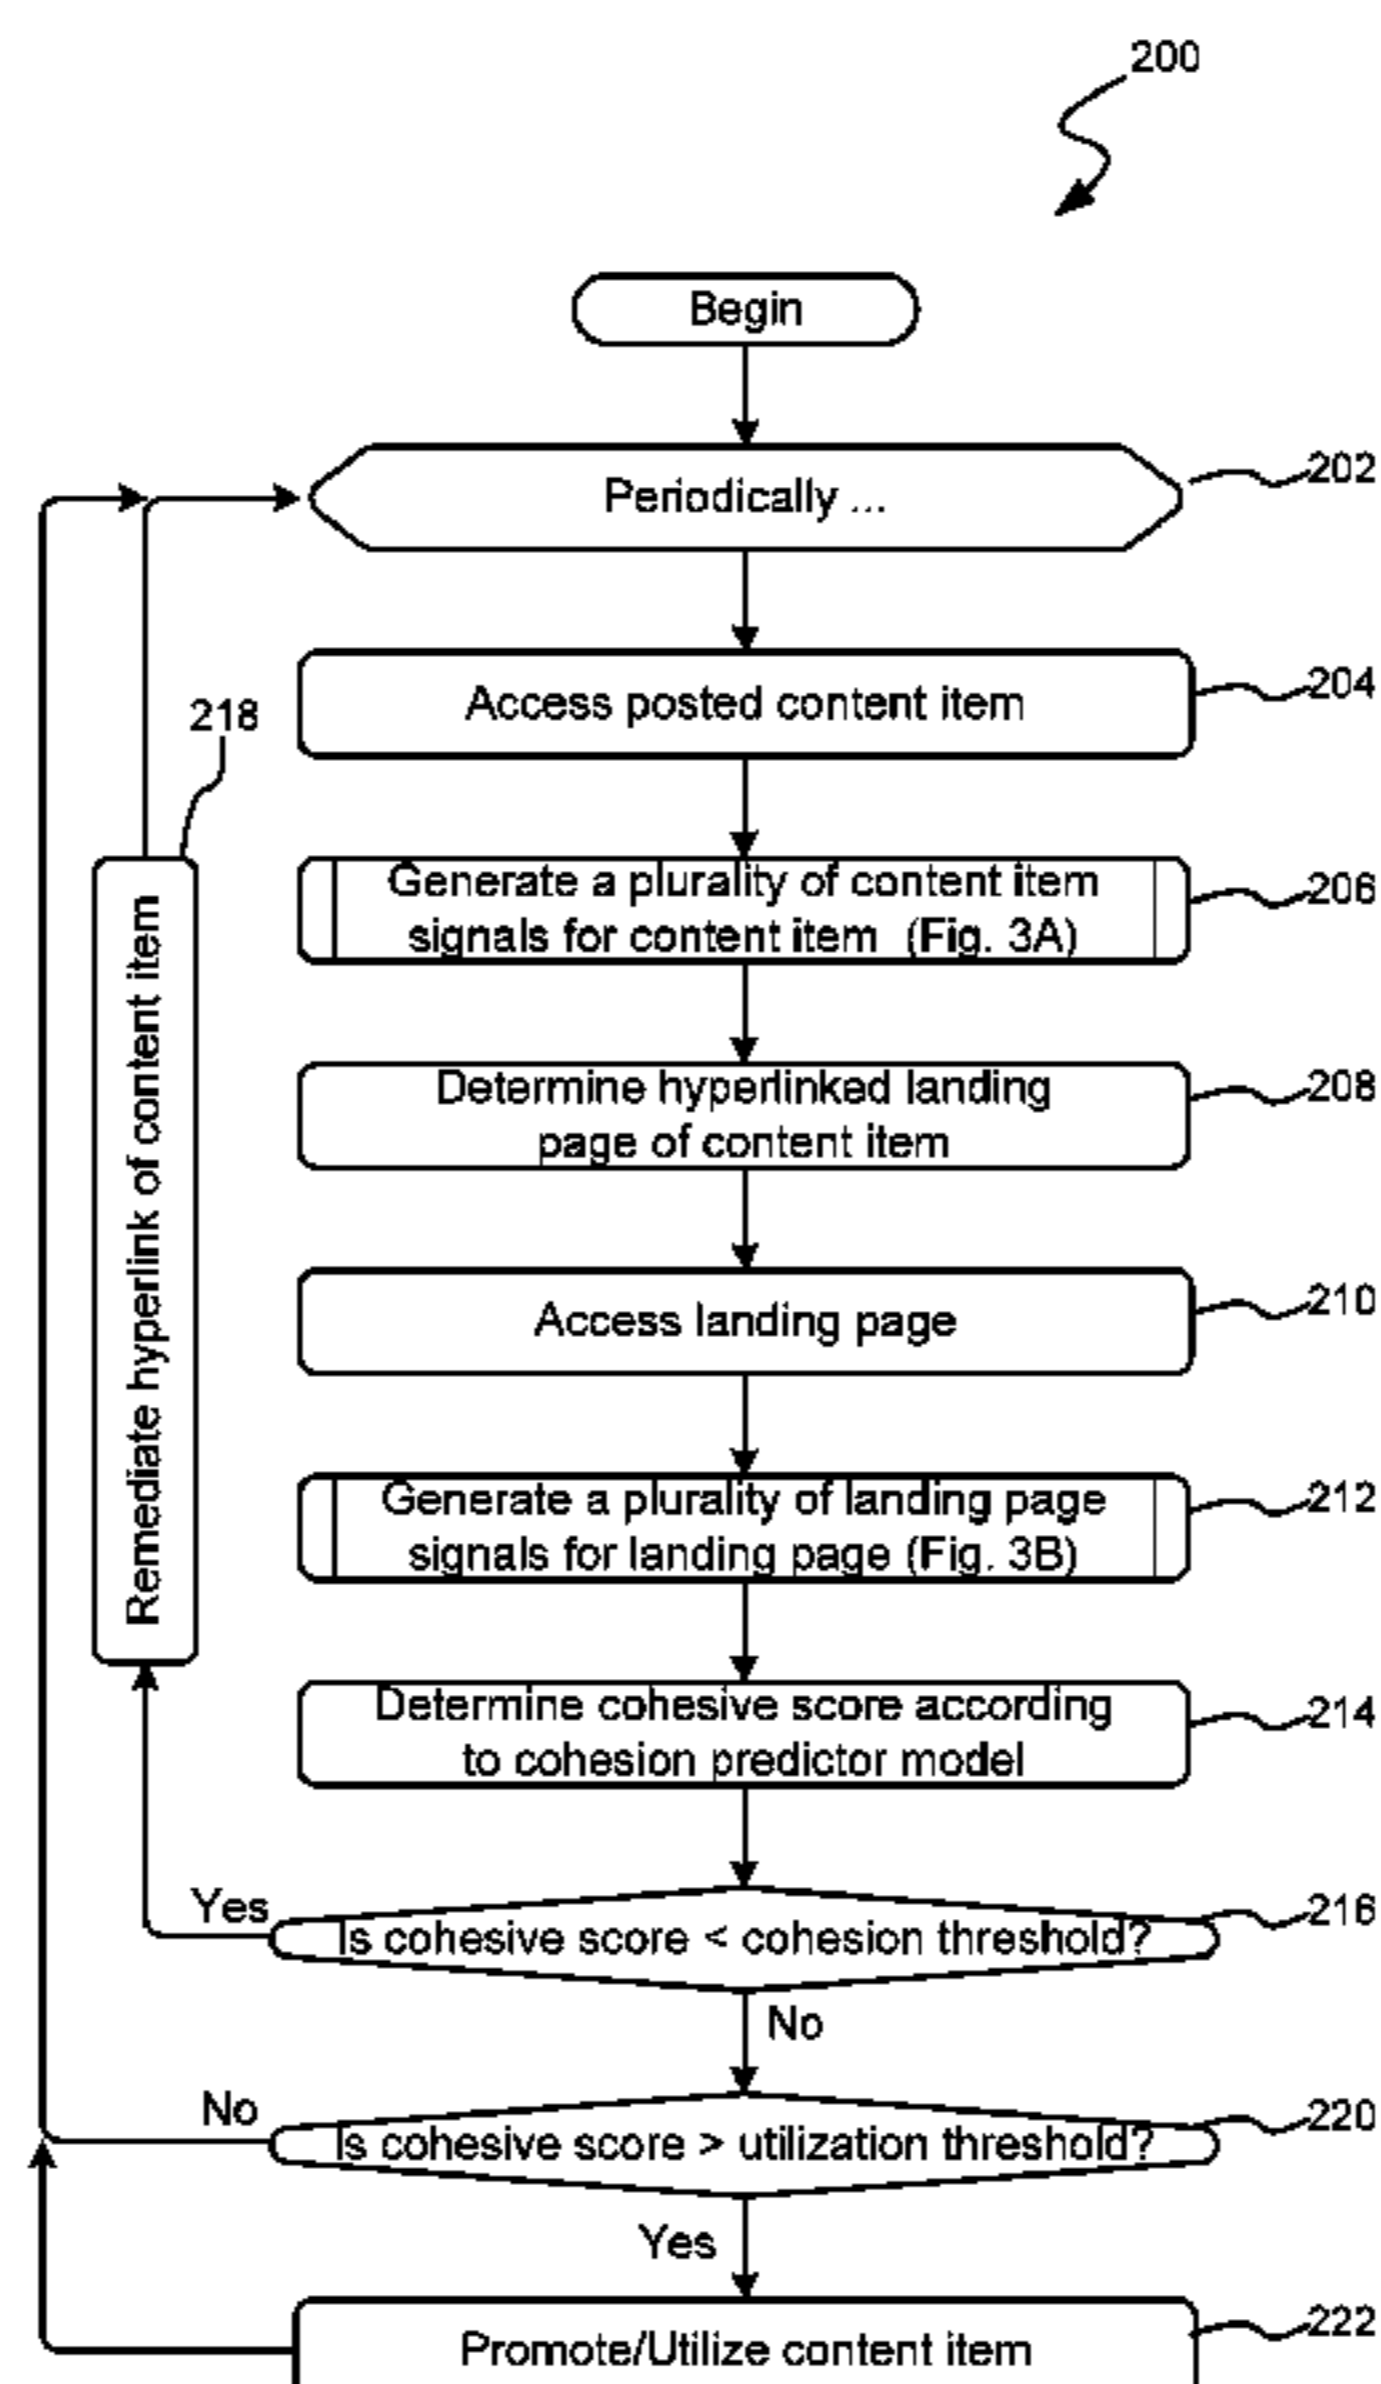 200
Begin
Periodically ...
202
Access posted content item
204
218
Generate a plurality of content item
signals for content item (Fig. 3A)
206
Remediate hyperlink of content item
Determine hyperlinked landing
page of content item
208
Access landing page
210
Generate a plurality of landing page
signals for landing page (Fig. 3B)
212
Determine cohesive score according
to cohesion predictor model
214
Yes
Is cohesive score < cohesion threshold?
216
No
No
Is cohesive score > utilization threshold?
220
Yes
Promote/Utilize content item
222